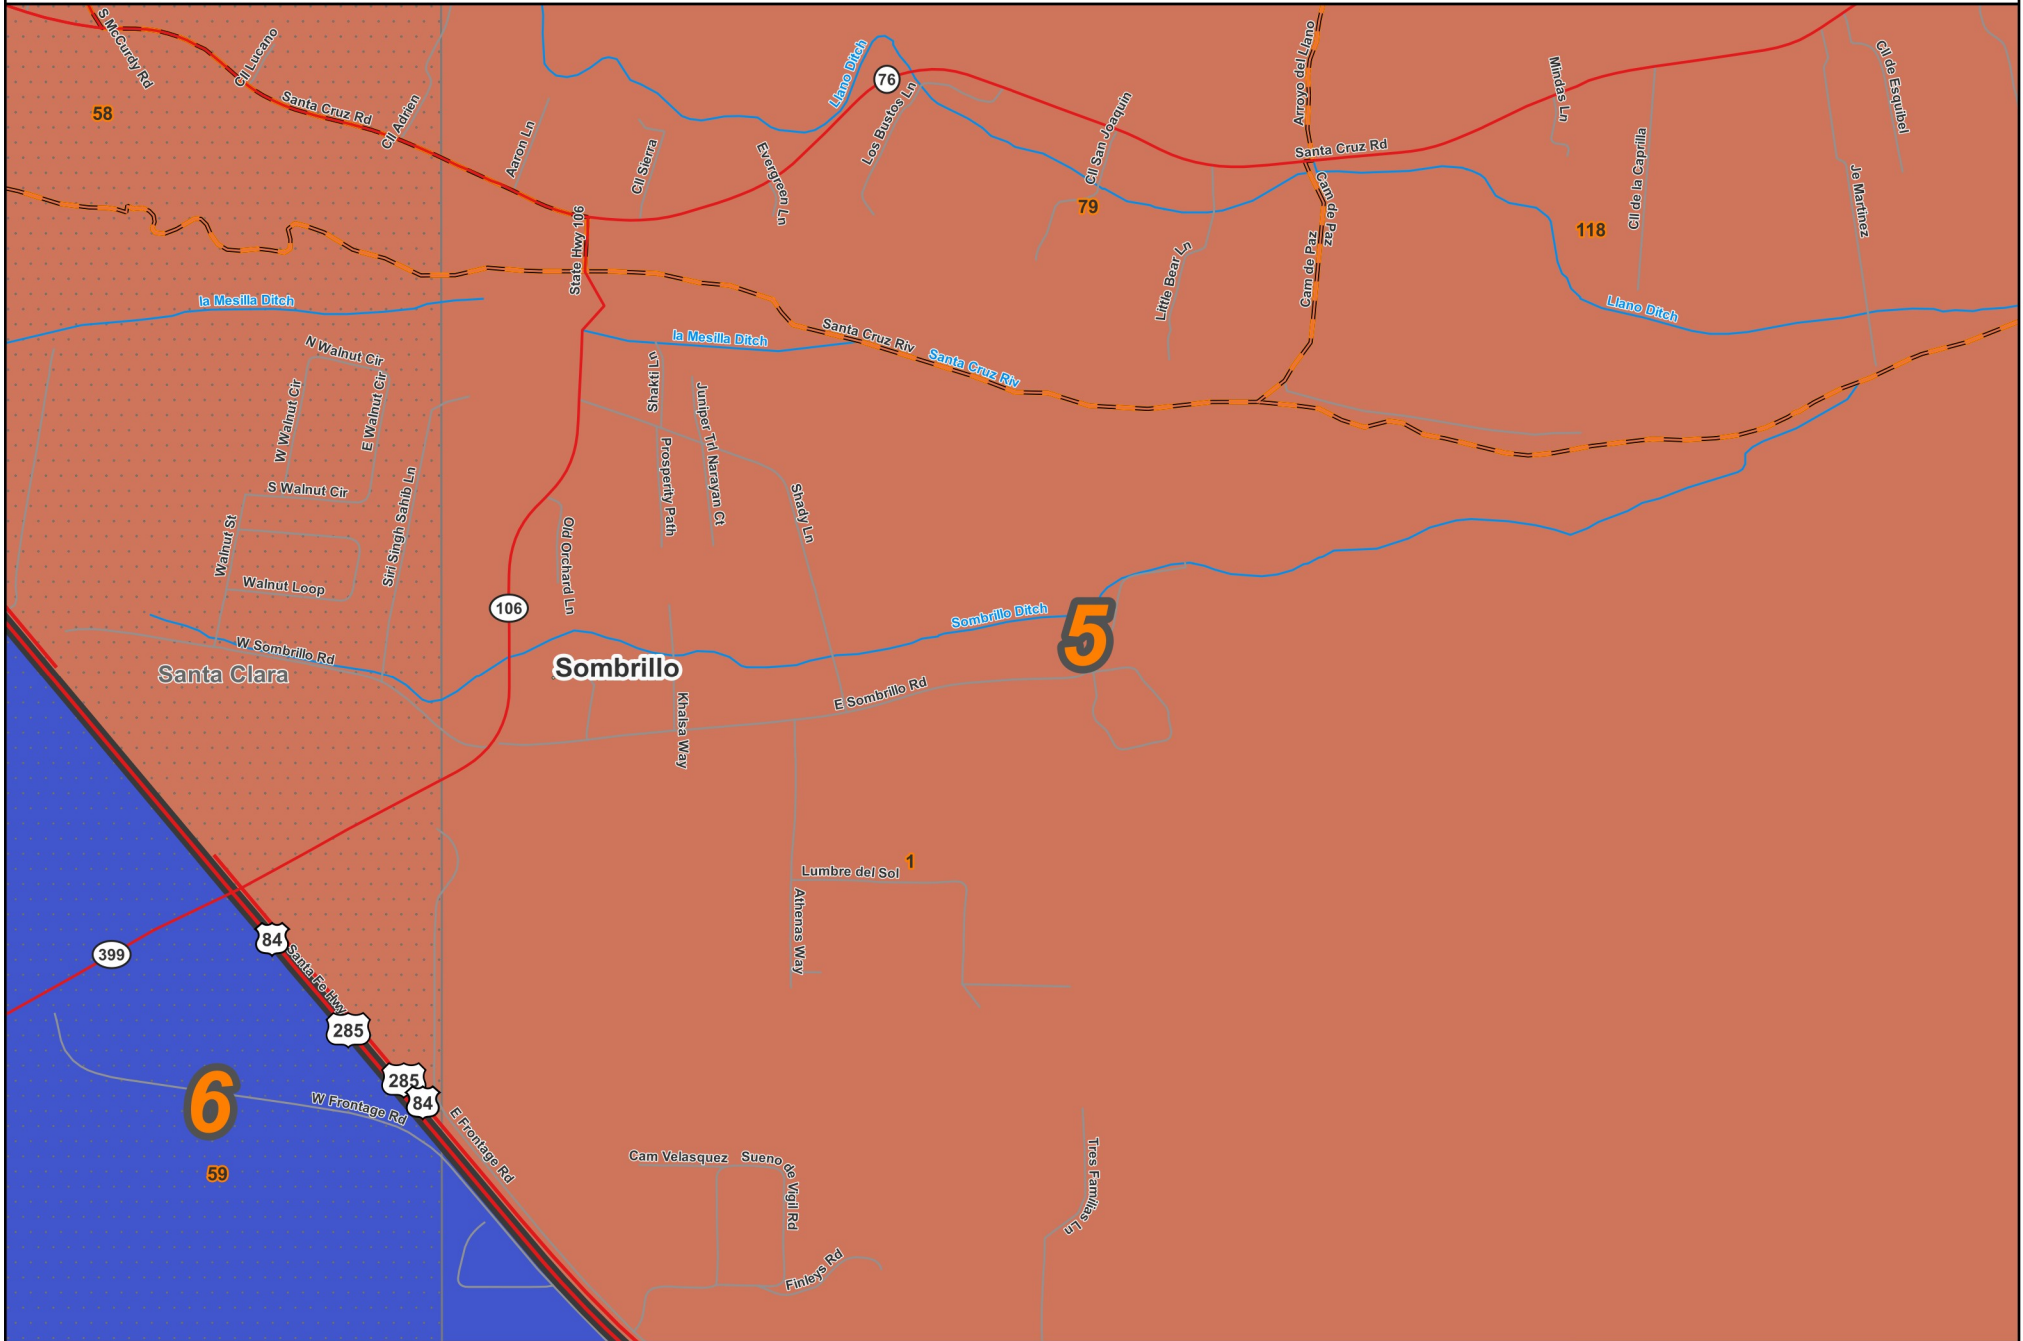 S McCurdy Rd
Cll Lucano
58
Santa Cruz Rd
Cll Adrien
Aaron Ln
Cll Sierra
Evergreen Ln
Llano Ditch
76
Los Bustos Ln
Cll San Joaquin
79
Arroyo del Llano
Santa Cruz Rd
Cam de Paz
Cam de Paz
Little Bear Ln
Mindas Ln
Cll de la Caprilla
118
Cll de Esquibel
Je Martinez
Llano Ditch
State Hwy 106
la Mesilla Ditch
la Mesilla Ditch
Santa Cruz Riv
Santa Cruz Riv
N Walnut Cir
W Walnut Cir
E Walnut Cir
S Walnut Cir
Walnut St
Walnut Loop
Siri Singh Sahib Ln
Shakti Ln
Juniper Trl
Narayan Ct
Prosperity Path
Shady Ln
Old Orchard Ln
106
Sombrillo Ditch
5
W Sombrillo Rd
Santa Clara
Sombrillo
E Sombrillo Rd
Khalsa Way
1
Lumbre del Sol
Athenas Way
399
84
Santa Fe Hwy
285
285
84
6
W Frontage Rd
E Frontage Rd
59
Cam Velasquez
Sueno de Vigil Rd
Finleys Rd
Tres Familias Ln